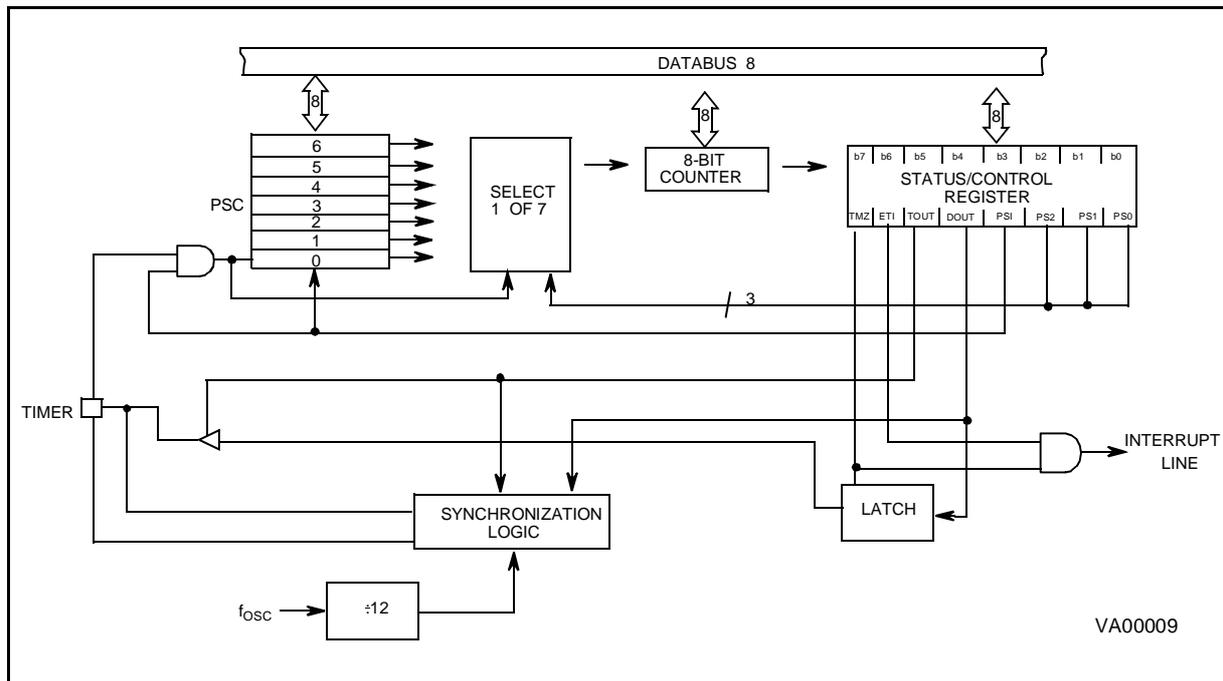 DATABUS 8
8
8
8
6
5
4
3
2
1
0
PSC
SELECT
1 OF 7
8-BIT
COUNTER
b7 b6 b5 b4 b3 b2 b1 b0
STATUS/CONTROL
REGISTER
TMZ ETI TOUT DOUT PSI PS2 PS1 PS0
3
TIMER
INTERRUPT
LINE
LATCH
SYNCHRONIZATION
LOGIC
fOSC
÷12
VA00009